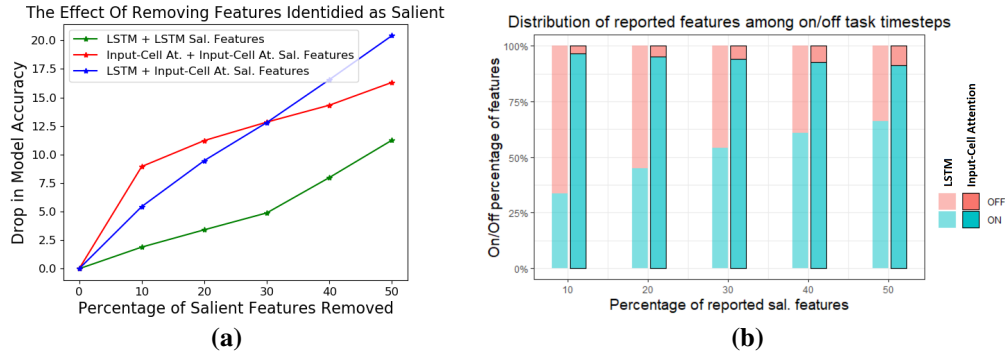 The Effect Of Removing Features Identidied as Salient
LSTM + LSTM Sal. Features
Input-Cell At. + Input-Cell At. Sal. Features
LSTM + Input-Cell At. Sal. Features
Drop in Model Accuracy
20.0
17.5
15.0
12.5
10.0
7.5
5.0
2.5
0.0
0 10 20 30 40 50
Percentage of Salient Features Removed
(a)
Distribution of reported features among on/off task timesteps
On/Off percentage of features
100%
75%
50%
25%
0%
10 20 30 40 50
Percentage of reported sal. features
LSTM
Input-Cell Attention
OFF
ON
(b)